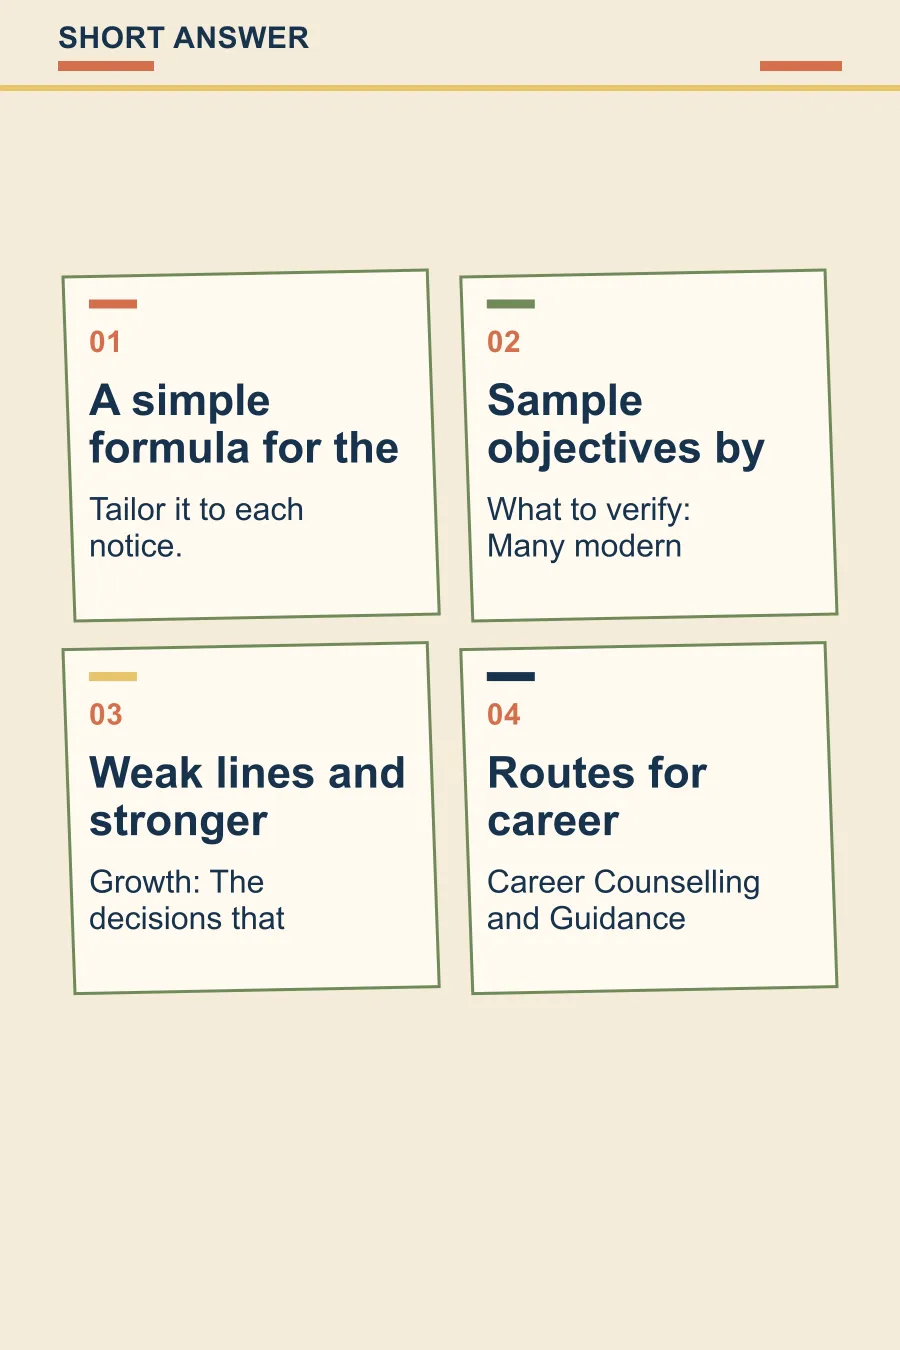 SHORT ANSWER
01
A simple
formula for the
Tailor it to each
notice.
02
Sample
objectives by
What to verify:
Many modern
03
Weak lines and
stronger
Growth: The
decisions that
04
Routes for
career
Career Counselling
and Guidance